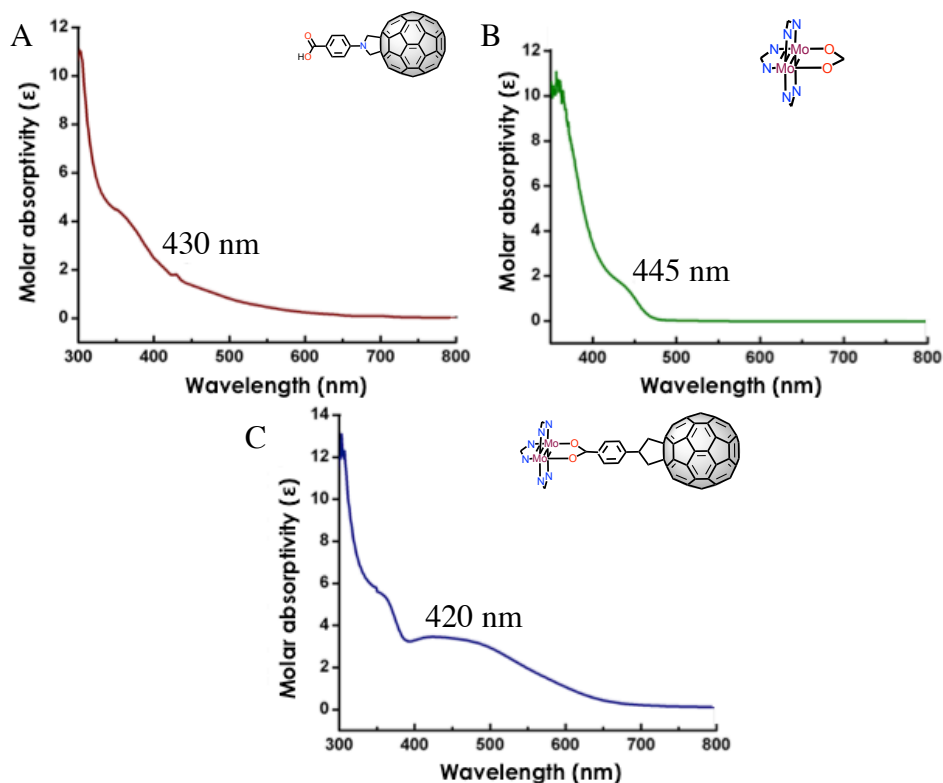 A
12
10
8
6
4
2
0
Molar absorptivity (ε)
430 nm
300 400 500 600 700 800
Wavelength (nm)
O
HO
N
B
12
10
8
6
4
2
0
Molar absorptivity (ε)
445 nm
400 500 600 700 800
Wavelength (nm)
N
N
N Mo O
N Mo O
N N
C
14
12
10
8
6
4
2
0
Molar absorptivity (ε)
420 nm
300 400 500 600 700 800
Wavelength (nm)
N
N
N Mo O
N Mo O
N N